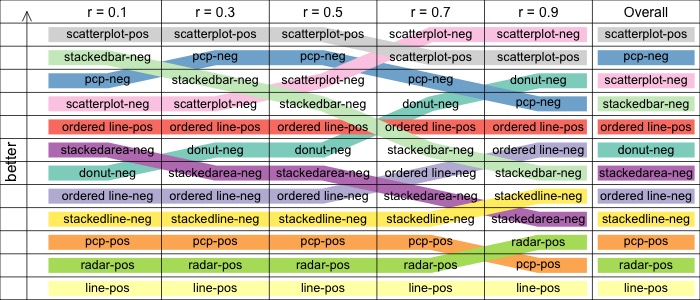 r = 0.1 r = 0.3 r = 0.5 r = 0.7 r = 0.9 Overall
scatterplot-pos scatterplot-pos scatterplot-pos scatterplot-neg scatterplot-neg scatterplot-pos
stackedbar-neg pcp-neg pcp-neg scatterplot-pos scatterplot-pos pcp-neg
pcp-neg stackedbar-neg scatterplot-neg pcp-neg donut-neg scatterplot-neg
scatterplot-neg scatterplot-neg stackedbar-neg donut-neg pcp-neg stackedbar-neg
ordered line-pos ordered line-pos ordered line-pos ordered line-pos ordered line-pos ordered line-pos
stackedarea-neg donut-neg donut-neg stackedbar-neg ordered line-neg donut-neg
donut-neg stackedarea-neg stackedarea-neg ordered line-neg stackedbar-neg stackedarea-neg
ordered line-neg ordered line-neg ordered line-neg stackedarea-neg stackedline-neg ordered line-neg
stackedline-neg stackedline-neg stackedline-neg stackedline-neg stackedarea-neg stackedline-neg
pcp-pos pcp-pos pcp-pos pcp-pos radar-pos pcp-pos
radar-pos radar-pos radar-pos radar-pos pcp-pos radar-pos
line-pos line-pos line-pos line-pos line-pos line-pos
better